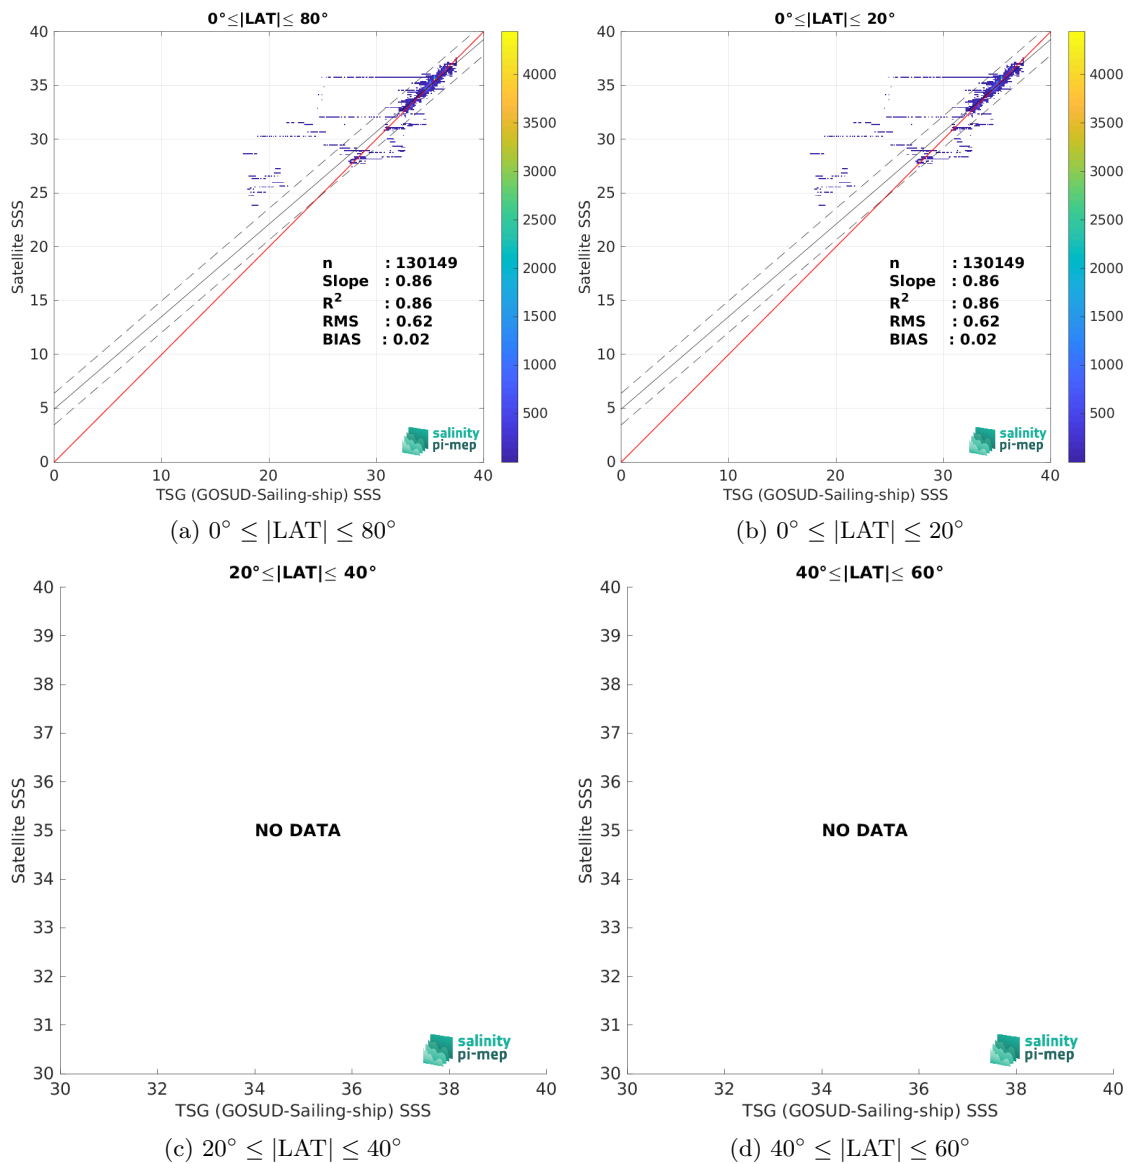 0°≤|LAT|≤ 80°
40
35
30
25
20
15
10
5
0
Satellite SSS
n : 130149
Slope : 0.86
R² : 0.86
RMS : 0.62
BIAS : 0.02
salinity
pi-mep
0 10 20 30 40
TSG (GOSUD-Sailing-ship) SSS
4000
3500
3000
2500
2000
1500
1000
500
(a) 0° ≤ |LAT| ≤ 80°
0°≤|LAT|≤ 20°
40
35
30
25
20
15
10
5
0
Satellite SSS
n : 130149
Slope : 0.86
R² : 0.86
RMS : 0.62
BIAS : 0.02
salinity
pi-mep
0 10 20 30 40
TSG (GOSUD-Sailing-ship) SSS
4000
3500
3000
2500
2000
1500
1000
500
(b) 0° ≤ |LAT| ≤ 20°
20°≤|LAT|≤ 40°
40
39
38
37
36
35
34
33
32
31
30
Satellite SSS
NO DATA
salinity
pi-mep
30 32 34 36 38 40
TSG (GOSUD-Sailing-ship) SSS
(c) 20° ≤ |LAT| ≤ 40°
40°≤|LAT|≤ 60°
40
39
38
37
36
35
34
33
32
31
30
Satellite SSS
NO DATA
salinity
pi-mep
30 32 34 36 38 40
TSG (GOSUD-Sailing-ship) SSS
(d) 40° ≤ |LAT| ≤ 60°